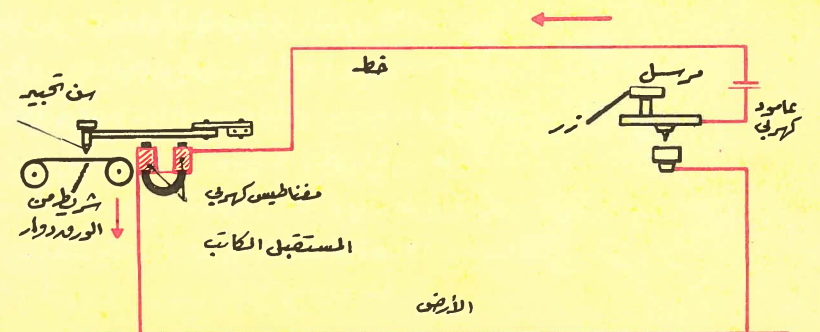 مرسل
زر
عامود
كهربي
خط
سن تحبير
شريط من
الورق دوار
مغناطيس كهربي
المستقبل الكاتب
الأرض